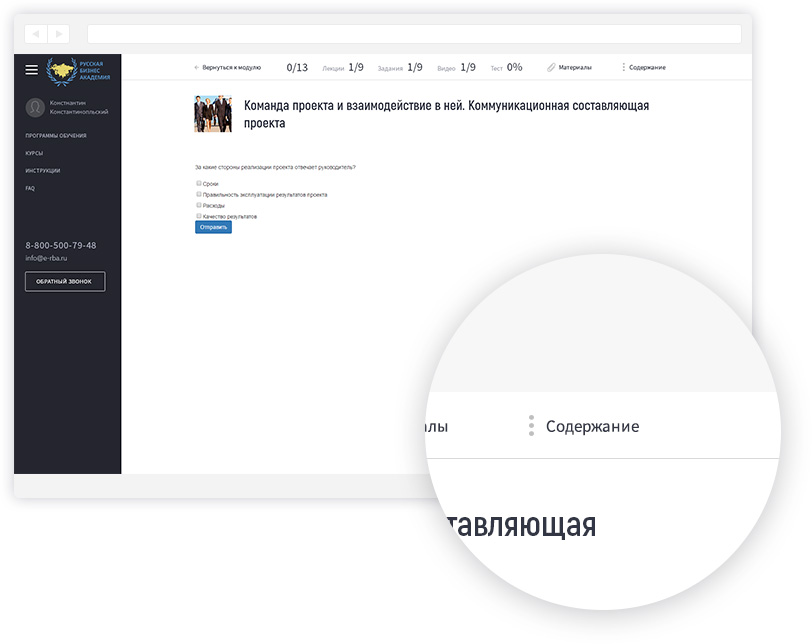 РУССКАЯ
БИЗНЕС
АКАДЕМИЯ
Константин
Константинопльский
ПРОГРАММЫ ОБУЧЕНИЯ
КУРСЫ
ИНСТРУКЦИИ
FAQ
8-800-500-79-48
info@e-rba.ru
ОБРАТНЫЙ ЗВОНОК
← Вернуться к модулю 0/13 Лекции 1/9 Задания 1/9 Видео 1/9 Тест 0% Материалы Содержание
Команда проекта и взаимодействие в ней. Коммуникационная составляющая
проекта
За какие стороны реализации проекта отвечает руководитель?
Сроки
Правильность эксплуатации результатов проекта
Расходы
Качество результатов
Отправить
алы Содержание
тавляющая